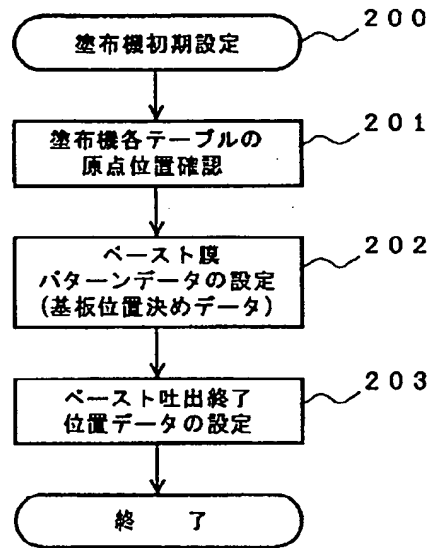 塗布機初期設定
200
塗布機各テーブルの
原点位置確認
201
ペースト膜
パターンデータの設定
(基板位置決めデータ)
202
ペースト吐出終了
位置データの設定
203
終 了